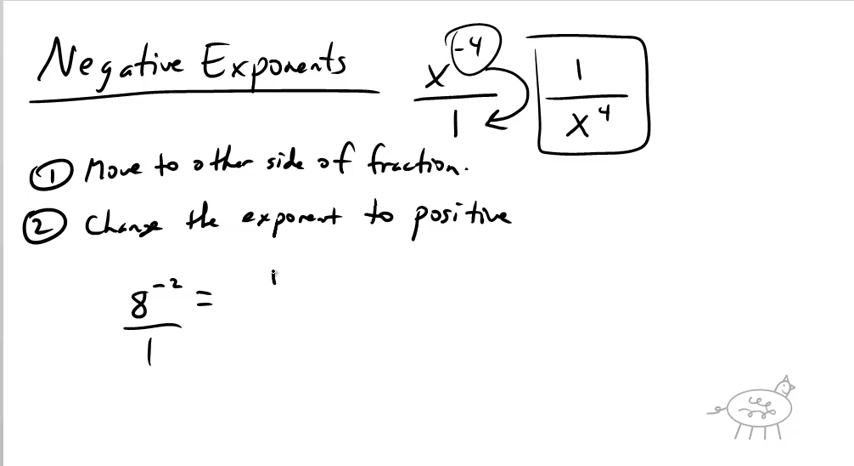 Negative Exponents
x^-4 / 1
1 / x^4
① Move to other side of fraction.
② Change the exponent to positive
8^-2 / 1 = 1